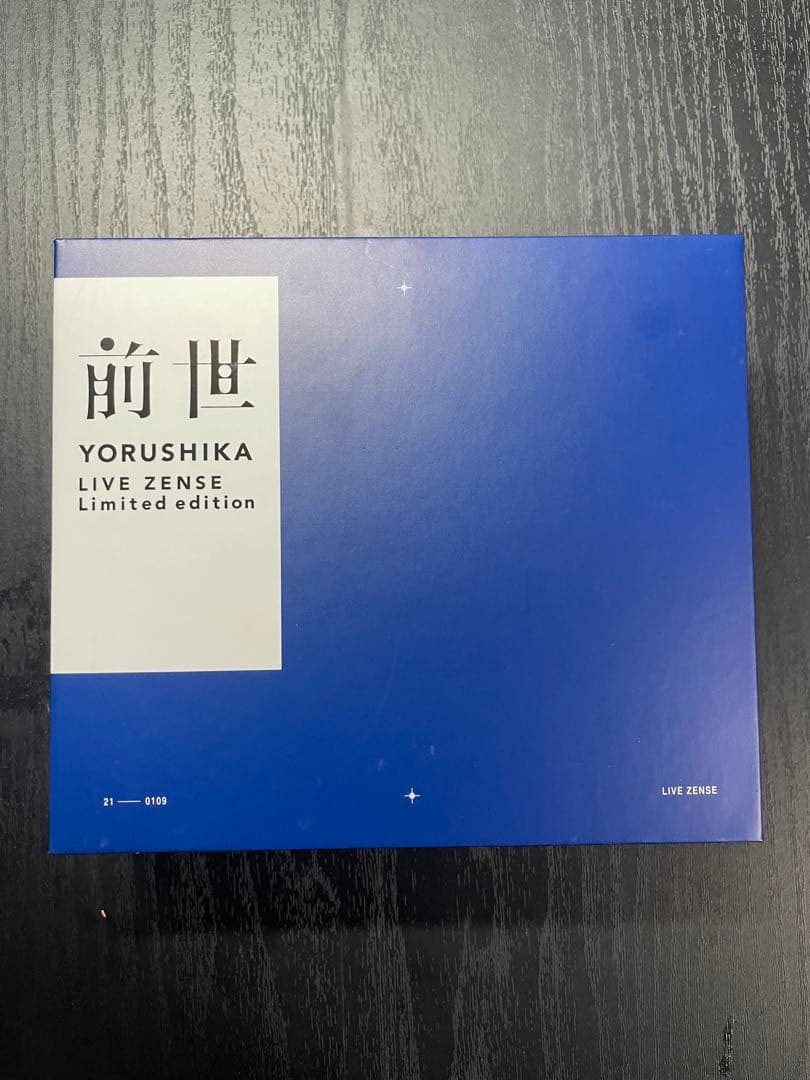 前世
YORUSHIKA
LIVE ZENSE
Limited edition
21 — 0109
LIVE ZENSE